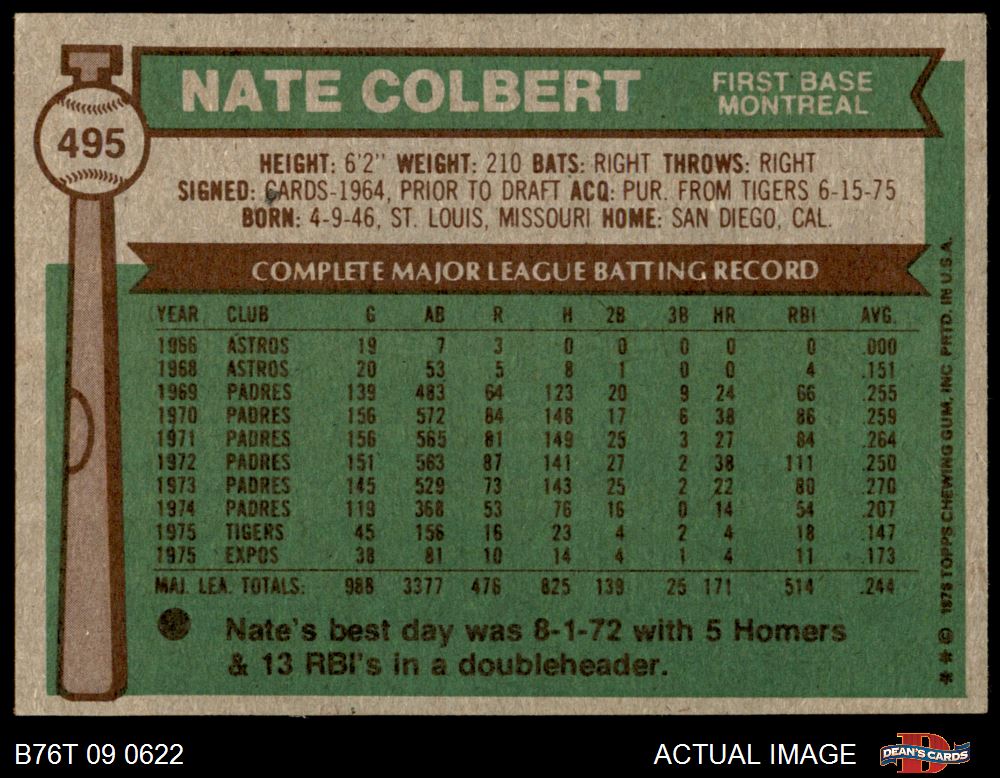 NATE COLBERT
FIRST BASE
MONTREAL
495
HEIGHT: 6'2" WEIGHT: 210 BATS: RIGHT THROWS: RIGHT
SIGNED: CARDS-1964, PRIOR TO DRAFT ACQ: PUR. FROM TIGERS 6-15-75
BORN: 4-9-46, ST. LOUIS, MISSOURI HOME: SAN DIEGO, CAL.
COMPLETE MAJOR LEAGUE BATTING RECORD
YEAR CLUB G AB R H 2B 3B HR RBI AVG.
1966 ASTROS 19 7 3 0 0 0 0 0 .000
1968 ASTROS 20 53 5 8 1 0 0 4 .151
1969 PADRES 139 483 64 123 20 9 24 66 .255
1970 PADRES 156 572 84 148 17 6 38 86 .259
1971 PADRES 156 565 81 149 25 3 27 84 .264
1972 PADRES 151 563 87 141 27 2 38 111 .250
1973 PADRES 145 529 73 143 25 2 22 80 .270
1974 PADRES 119 368 53 76 16 0 14 54 .207
1975 TIGERS 45 156 16 23 4 2 4 18 .147
1975 EXPOS 38 81 10 14 4 1 4 11 .173
MAJ. LEA. TOTALS: 988 3377 476 825 139 25 171 514 .244
Nate's best day was 8-1-72 with 5 Homers
& 13 RBI's in a doubleheader.
* * © 1976 TOPPS CHEWING GUM, INC PRTD. IN U.S.A.
B76T 09 0622
ACTUAL IMAGE
D
DEAN'S CARDS